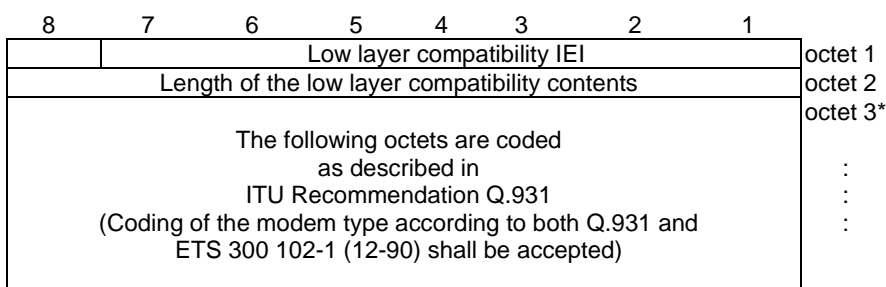 8 7 6 5 4 3 2 1
Low layer compatibility IEI octet 1
Length of the low layer compatibility contents octet 2
octet 3*
The following octets are coded
as described in :
ITU Recommendation Q.931 :
(Coding of the modem type according to both Q.931 and :
ETS 300 102-1 (12-90) shall be accepted)